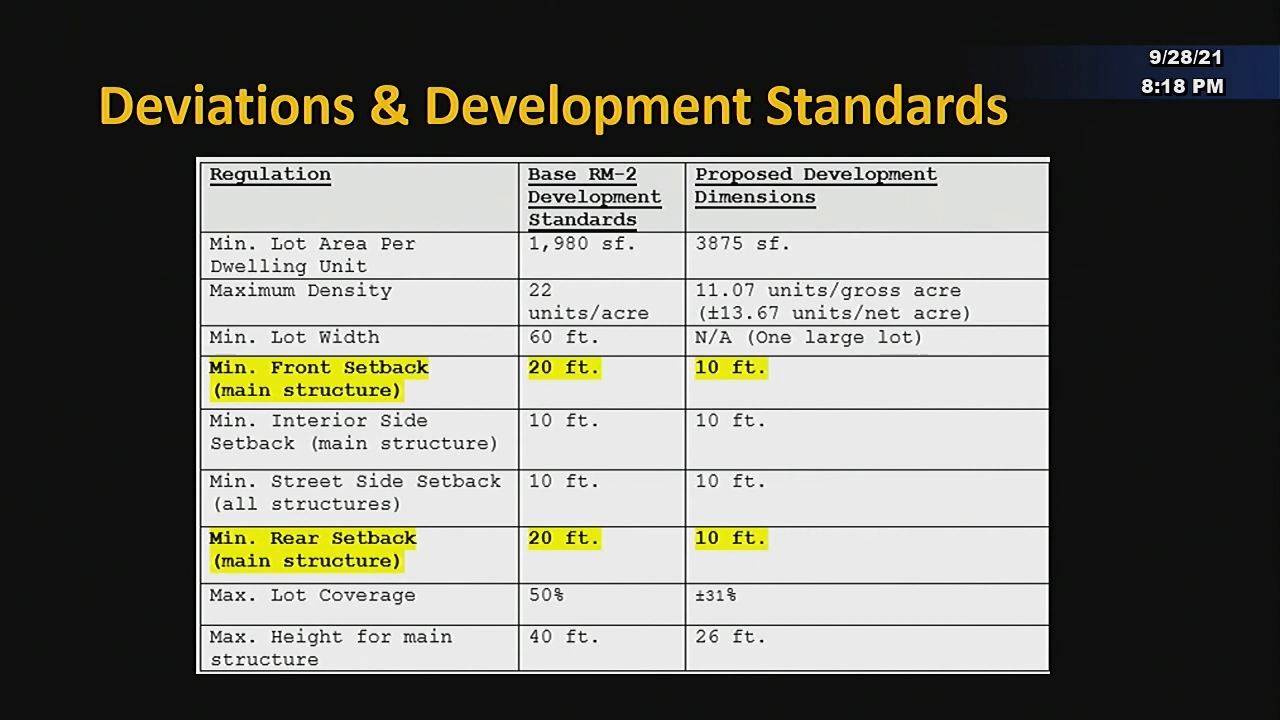 9/28/21
8:18 PM
Deviations & Development Standards
Regulation
Base RM-2
Development
Standards
Proposed Development
Dimensions
Min. Lot Area Per
Dwelling Unit
1,980 sf.
3875 sf.
Maximum Density
22
units/acre
11.07 units/gross acre
(±13.67 units/net acre)
Min. Lot Width
60 ft.
N/A (One large lot)
Min. Front Setback
(main structure)
20 ft.
10 ft.
Min. Interior Side
Setback (main structure)
10 ft.
10 ft.
Min. Street Side Setback
(all structures)
10 ft.
10 ft.
Min. Rear Setback
(main structure)
20 ft.
10 ft.
Max. Lot Coverage
50%
±31%
Max. Height for main
structure
40 ft.
26 ft.